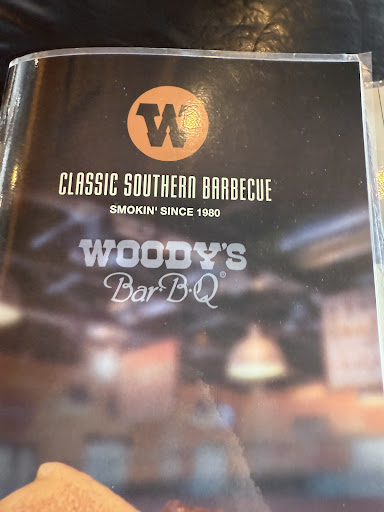 W
CLASSIC SOUTHERN BARBECUE
SMOKIN' SINCE 1980
WOODY'S
Bar-B-Q®